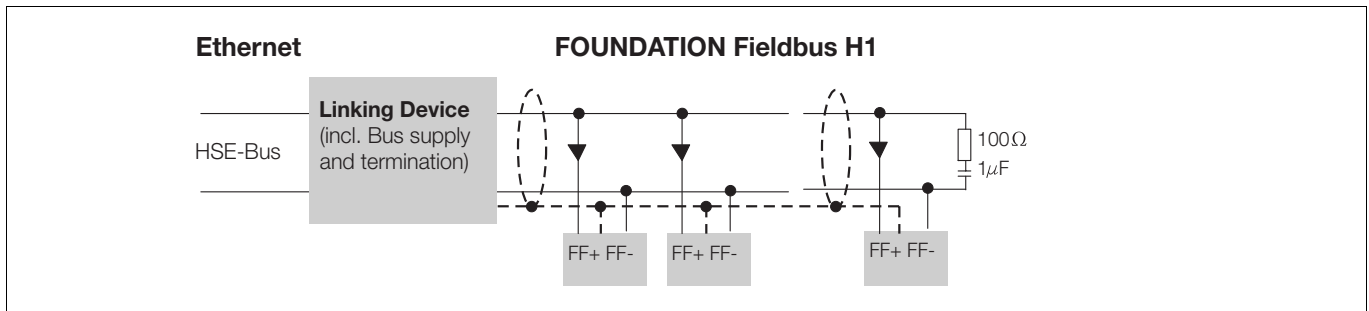 Ethernet
FOUNDATION Fieldbus H1
Linking Device
(incl. Bus supply
and termination)
HSE-Bus
100Ω
1µF
FF+ FF-
FF+ FF-
FF+ FF-